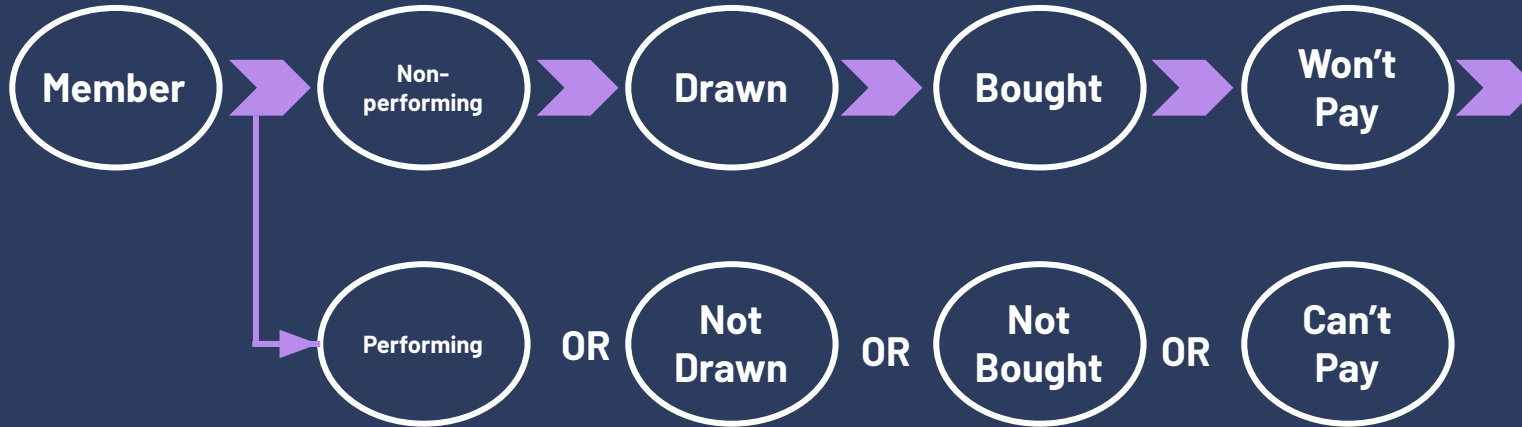 Member
Non-
performing
Drawn
Bought
Won't
Pay
Performing
OR
Not
Drawn
OR
Not
Bought
OR
Can't
Pay